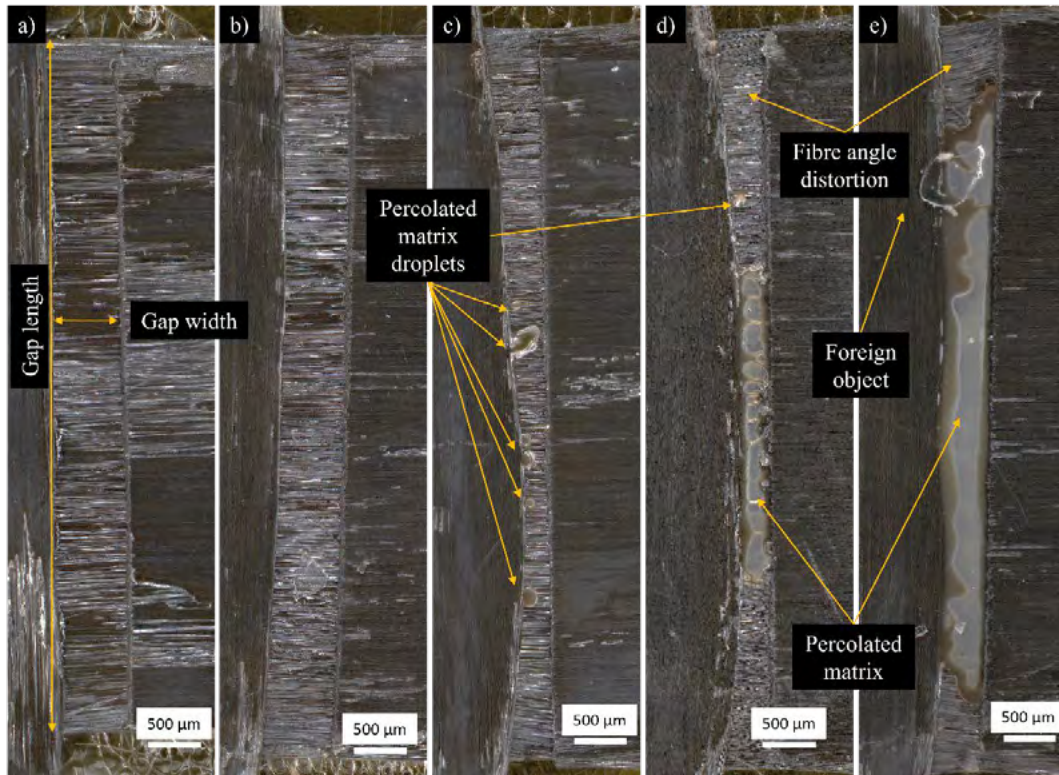 a)
b)
c)
d)
e)
Fibre angle
distortion
Percolated
matrix
droplets
Gap length
Gap width
Foreign
object
Percolated
matrix
500 µm
500 µm
500 µm
500 µm
500 µm